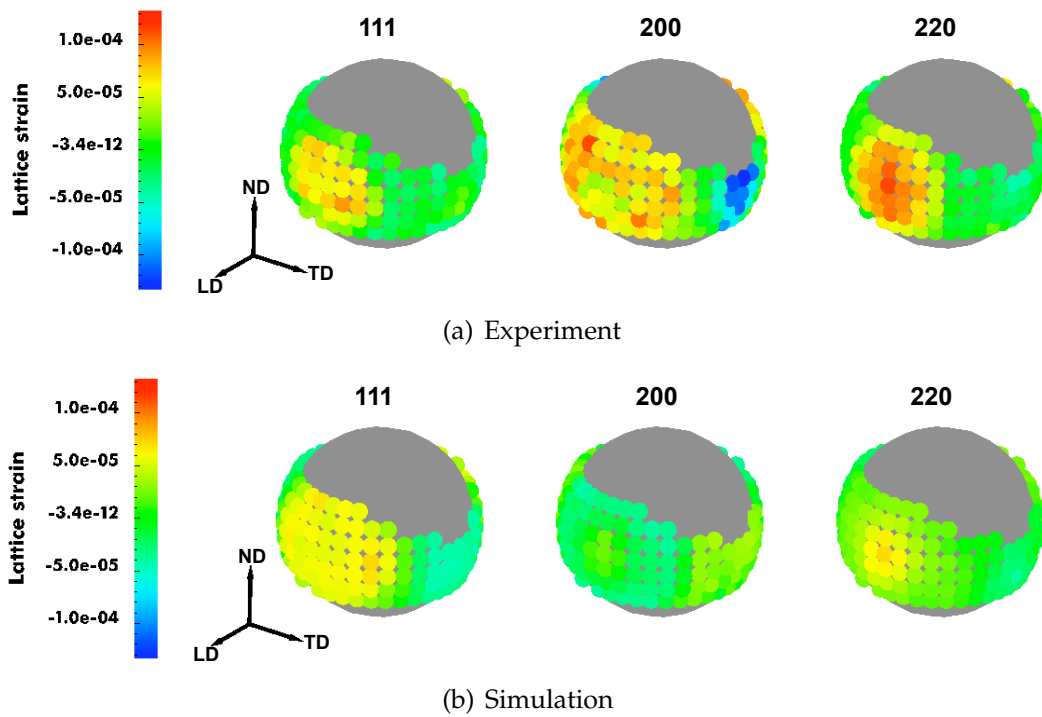 111 200 220
Lattice strain
1.0e-04
5.0e-05
-3.4e-12
-5.0e-05
-1.0e-04
ND
LD
TD
(a) Experiment
111 200 220
Lattice strain
1.0e-04
5.0e-05
-3.4e-12
-5.0e-05
-1.0e-04
ND
LD
TD
(b) Simulation